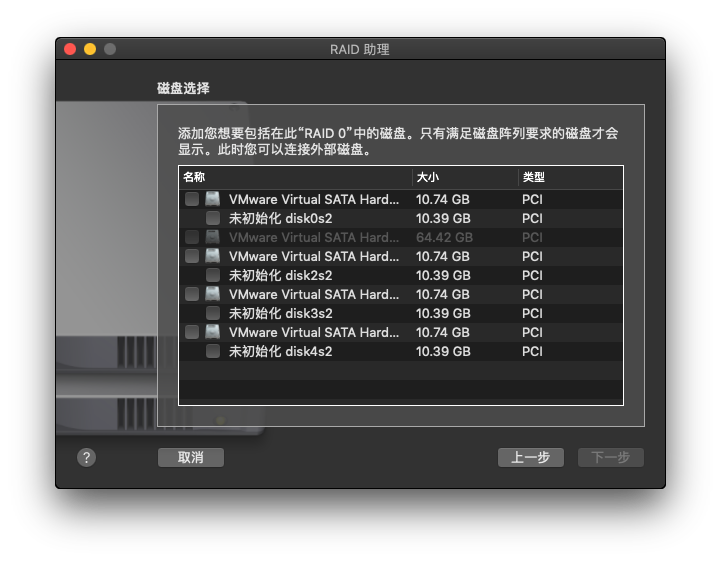 RAID 助理
磁盘选择
添加您想要包括在此“RAID 0”中的磁盘。只有满足磁盘阵列要求的磁盘才会
显示。此时您可以连接外部磁盘。
名称 大小 类型
VMware Virtual SATA Hard... 10.74 GB PCI
未初始化 disk0s2 10.39 GB PCI
VMware Virtual SATA Hard... 64.42 GB PCI
VMware Virtual SATA Hard... 10.74 GB PCI
未初始化 disk2s2 10.39 GB PCI
VMware Virtual SATA Hard... 10.74 GB PCI
未初始化 disk3s2 10.39 GB PCI
VMware Virtual SATA Hard... 10.74 GB PCI
未初始化 disk4s2 10.39 GB PCI
? 取消 上一步 下一步